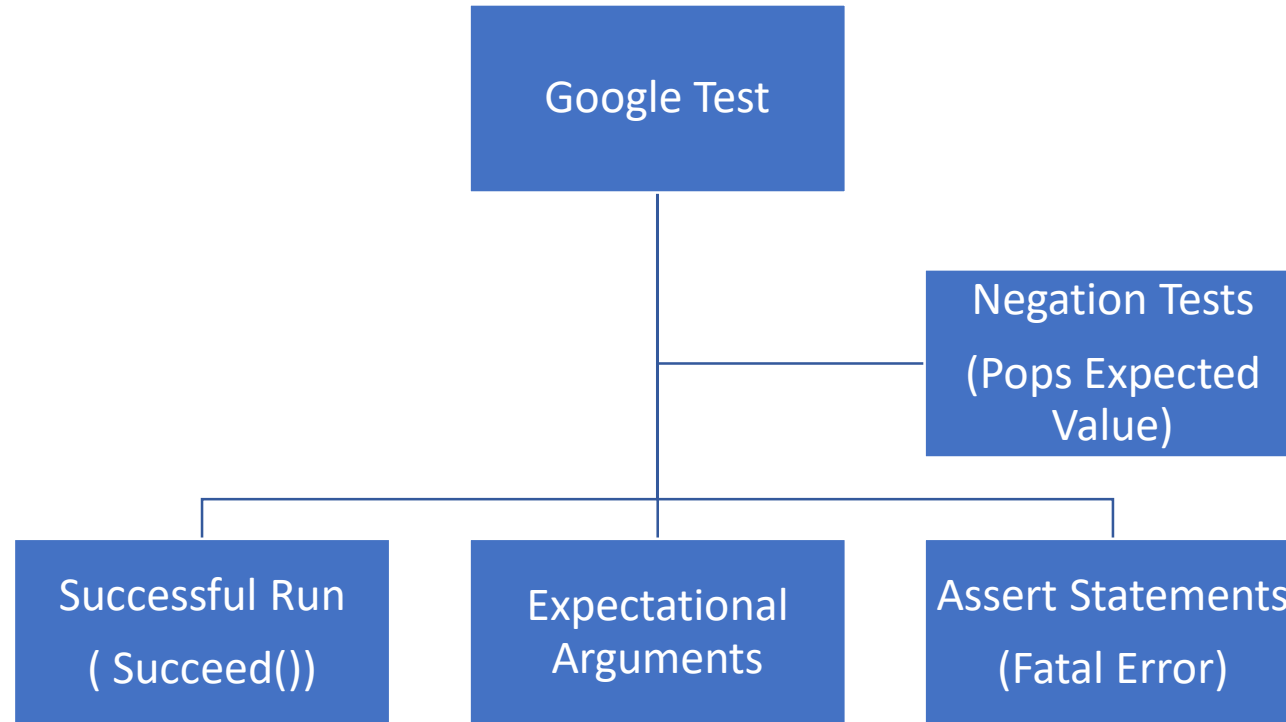 Google Test
Negation Tests
(Pops Expected
Value)
Successful Run
( Succeed())
Expectational
Arguments
Assert Statements
(Fatal Error)